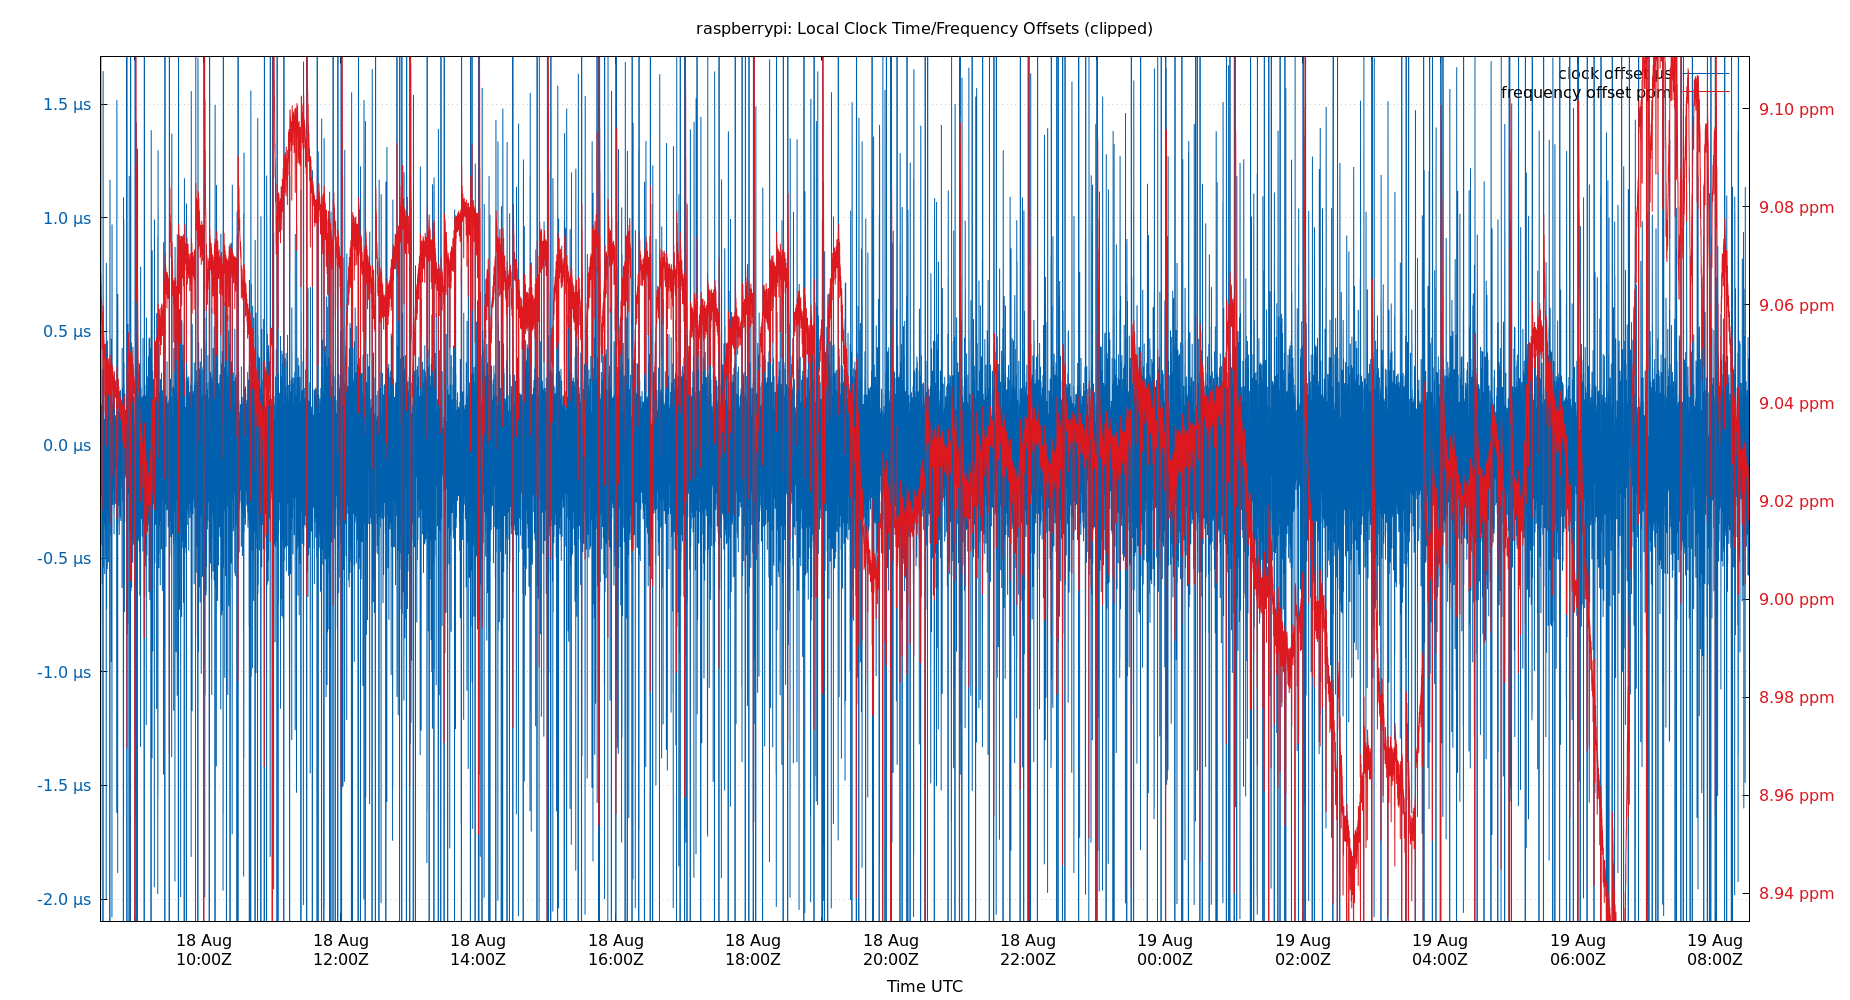 raspberrypi: Local Clock Time/Frequency Offsets (clipped)
clock offset µs
frequency offset ppm
1.5 µs
1.0 µs
0.5 µs
0.0 µs
-0.5 µs
-1.0 µs
-1.5 µs
-2.0 µs
9.10 ppm
9.08 ppm
9.06 ppm
9.04 ppm
9.02 ppm
9.00 ppm
8.98 ppm
8.96 ppm
8.94 ppm
18 Aug 18 Aug 18 Aug 18 Aug 18 Aug 18 Aug 18 Aug 19 Aug 19 Aug 19 Aug 19 Aug 19 Aug
10:00Z 12:00Z 14:00Z 16:00Z 18:00Z 20:00Z 22:00Z 00:00Z 02:00Z 04:00Z 06:00Z 08:00Z
Time UTC